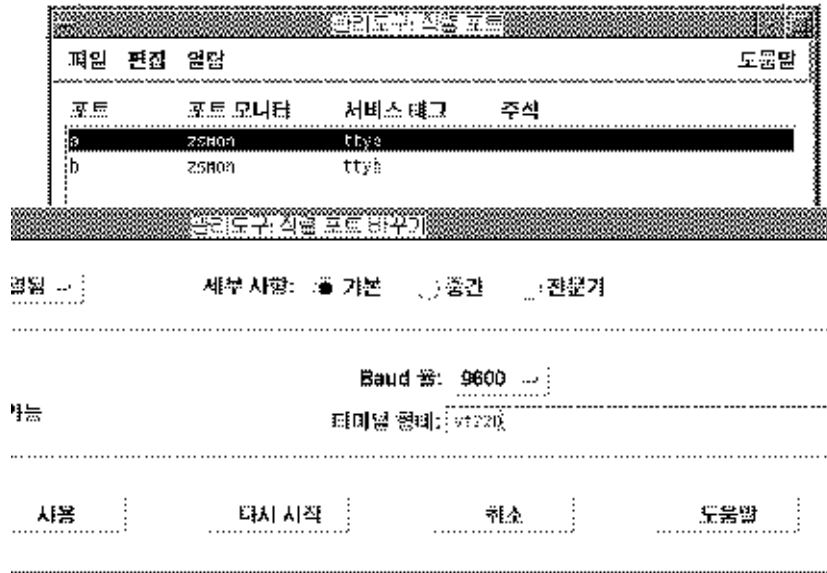 관리도구: 직렬 포트
파일 편집 열람 도움말
포트 포트 모니터 서비스 태그 주석
a zsmon ttya
b zsmon ttyb
관리도구: 직렬 포트 바꾸기
세부 사항: 기본 중간 전문가
Baud 율: 9600
가능
터미널 형태: vt220
사용 다시 시작 취소 도움말